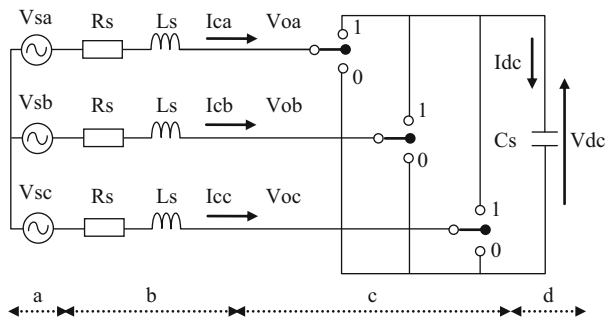 Vsa Rs Ls Ica Voa 1
0
Idc
Vsb Rs Ls Icb Vob 1
0
Cs Vdc
Vsc Rs Ls Icc Voc 1
0
a b c d